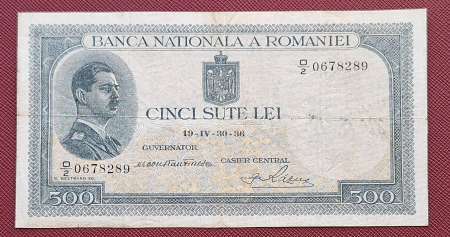 BANCA NATIONALA A ROMANIEI
O/2 0678289
CINCI SUTE LEI
19-IV-30-36
GUVERNATOR
CASIER CENTRAL
O/2 0678289
500
500